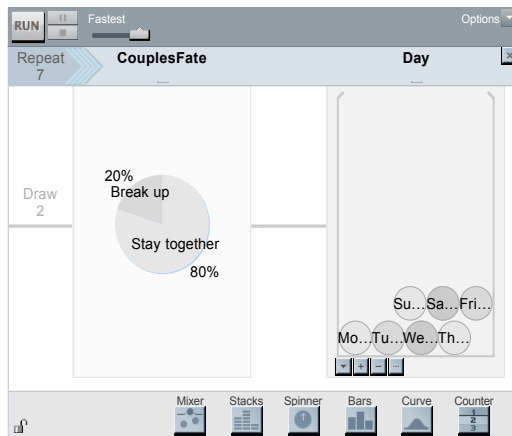 RUN
Fastest
Options
Repeat
7
CouplesFate
Day
Draw
2
20%
Break up
Stay together
80%
Su...Sa...Fri...
Mo...Tu...We...Th...
Mixer
Stacks
Spinner
Bars
Curve
Counter
1
2
3